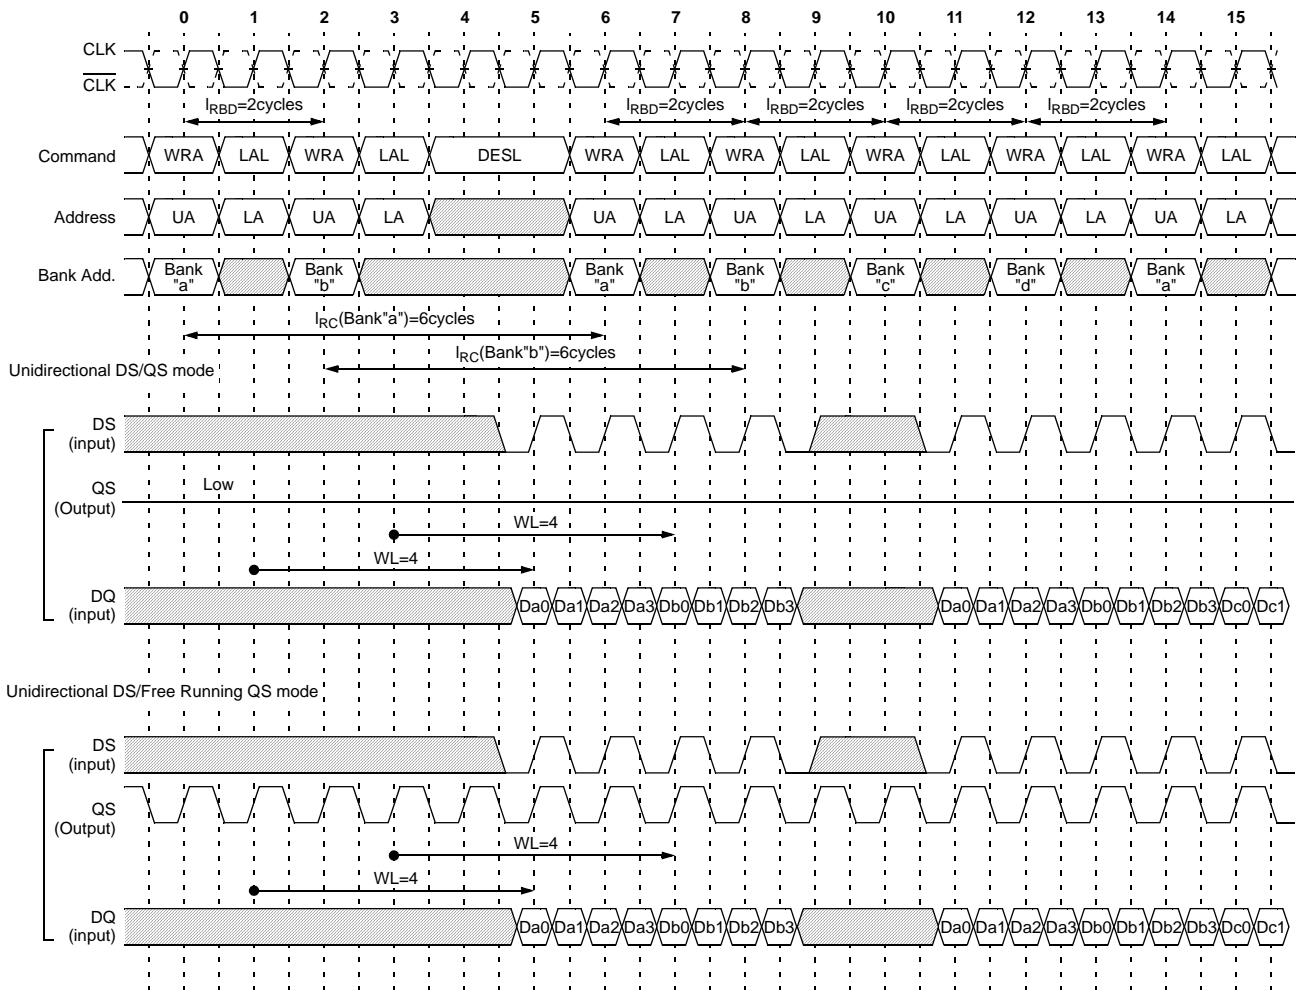 0 1 2 3 4 5 6 7 8 9 10 11 12 13 14 15
CLK
CLK
IRBD=2cycles IRBD=2cycles IRBD=2cycles IRBD=2cycles IRBD=2cycles
Command WRA LAL WRA LAL DESL WRA LAL WRA LAL WRA LAL WRA LAL WRA LAL
Address UA LA UA LA UA LA UA LA UA LA UA LA UA LA
Bank Add. Bank "a" Bank "b" Bank "a" Bank "b" Bank "c" Bank "d" Bank "a"
IRC(Bank"a")=6cycles
IRC(Bank"b")=6cycles
Unidirectional DS/QS mode
DS
(input)
QS
(Output)
Low
WL=4
WL=4
DQ
(input)
Da0 Da1 Da2 Da3 Db0 Db1 Db2 Db3 Da0 Da1 Da2 Da3 Db0 Db1 Db2 Db3 Dc0 Dc1
Unidirectional DS/Free Running QS mode
DS
(input)
QS
(Output)
WL=4
WL=4
DQ
(input)
Da0 Da1 Da2 Da3 Db0 Db1 Db2 Db3 Da0 Da1 Da2 Da3 Db0 Db1 Db2 Db3 Dc0 Dc1